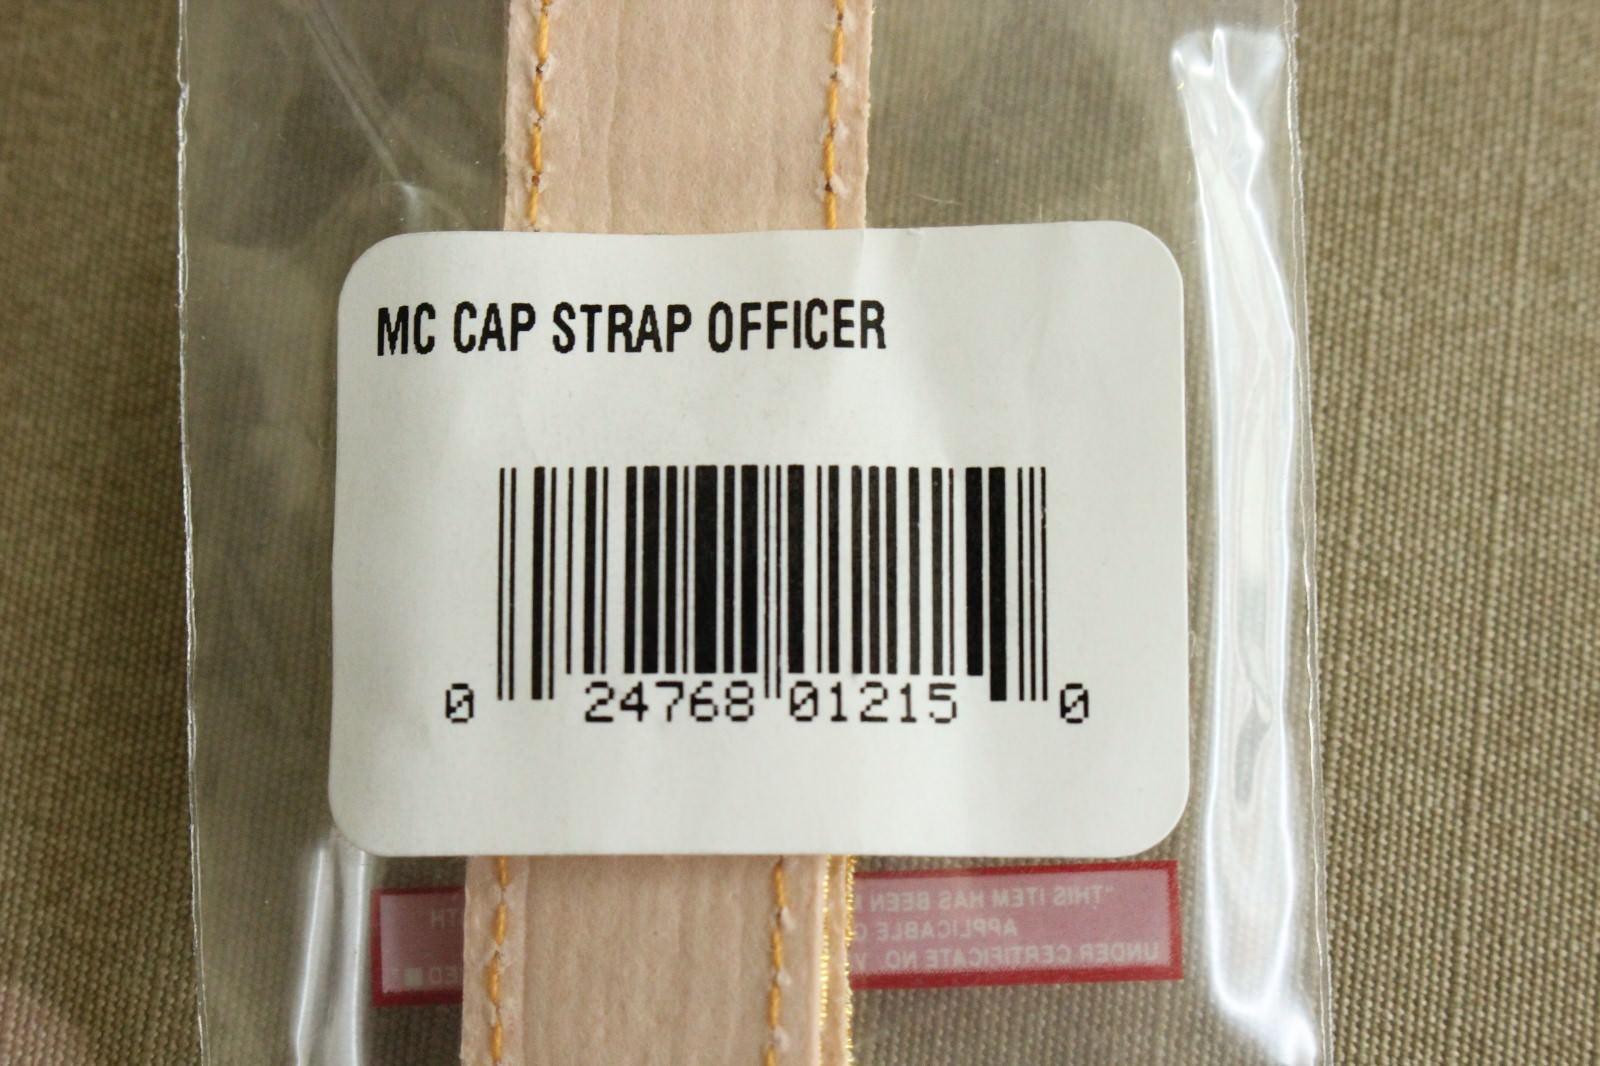 MC CAP STRAP OFFICER
0 24768 01215 0
"THIS ITEM HAS BEEN
APPLICABLE
UNDER CERTIFICATE NO.